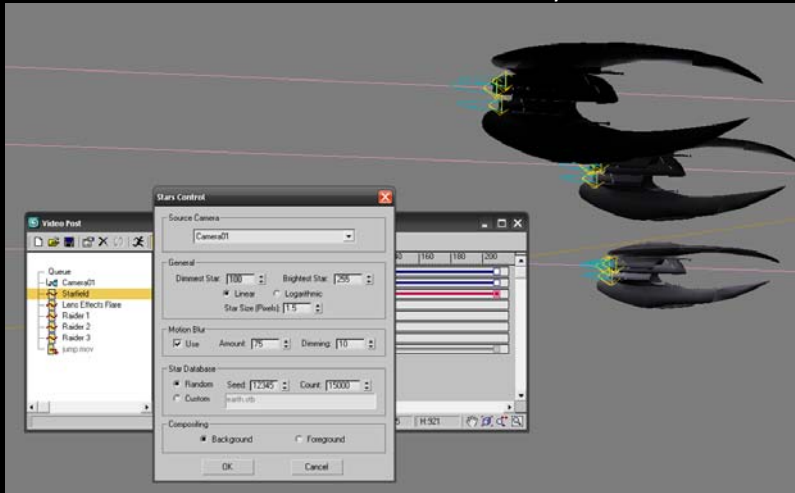 Stars Control
Source Camera
Camera01
General
Dimmest Star: 100 Brightest Star: 255
Linear Logarithmic
Star Size (Pixels): 1.5
Motion Blur
Use Amount: 75 Dimming: 10
Star Database
Random Seed: 12345 Count: 15000
Custom earth.stb
Compositing
Background Foreground
OK Cancel
Video Post
Queue
Camera01
Starfield
Lens Effects Flare
Raider 1
Raider 2
Raider 3
jump.mov
160 180 200
H:921